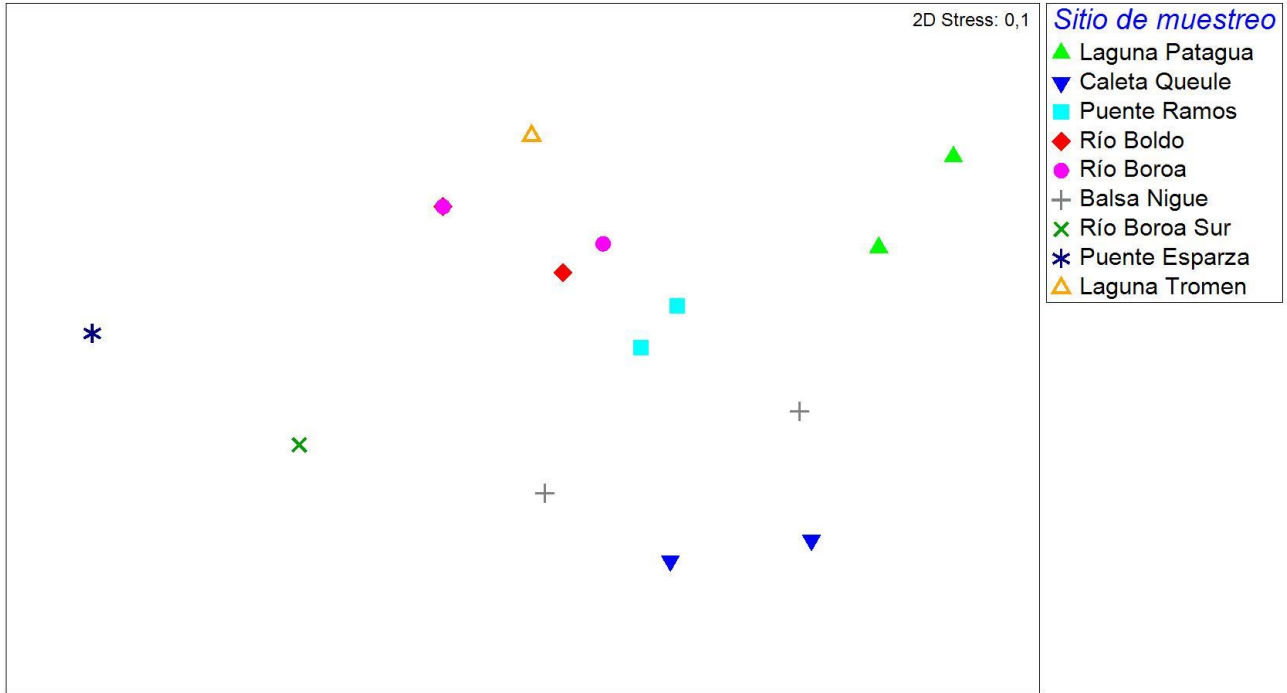 2D Stress: 0,1
Sitio de muestreo
Laguna Patagua
Caleta Queule
Puente Ramos
Río Boldo
Río Boroa
Balsa Nigue
Río Boroa Sur
Puente Esparza
Laguna Tromen